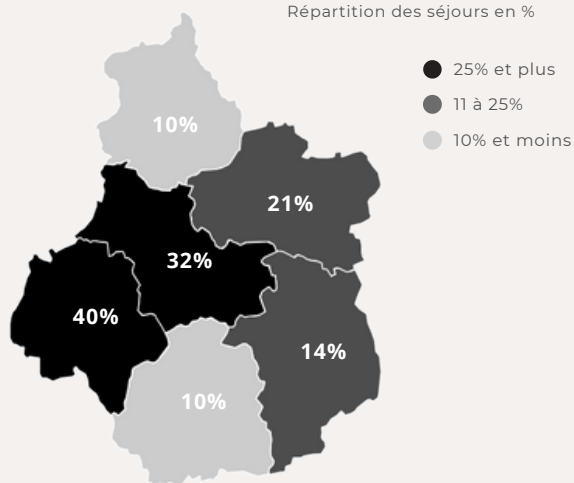 Répartition des séjours en %
25% et plus
11 à 25%
10% et moins
10%
21%
32%
40%
14%
10%